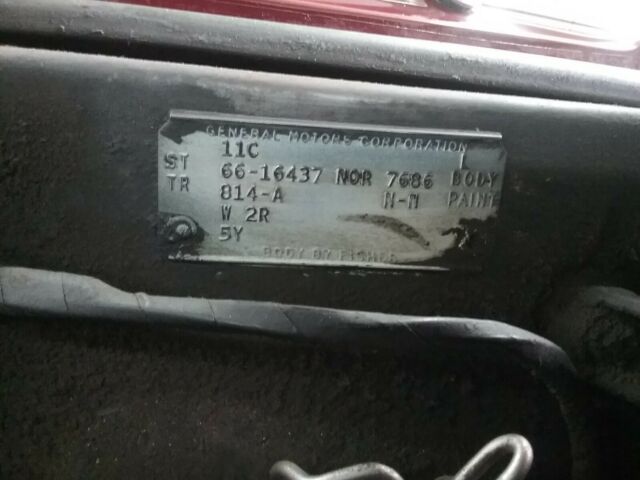 GENERAL MOTORS CORPORATION
11C L
ST 66-16437 NOR 7686 BODY
TR 814-A N-M PAINT
W 2R
5Y
BODY BY FISHER